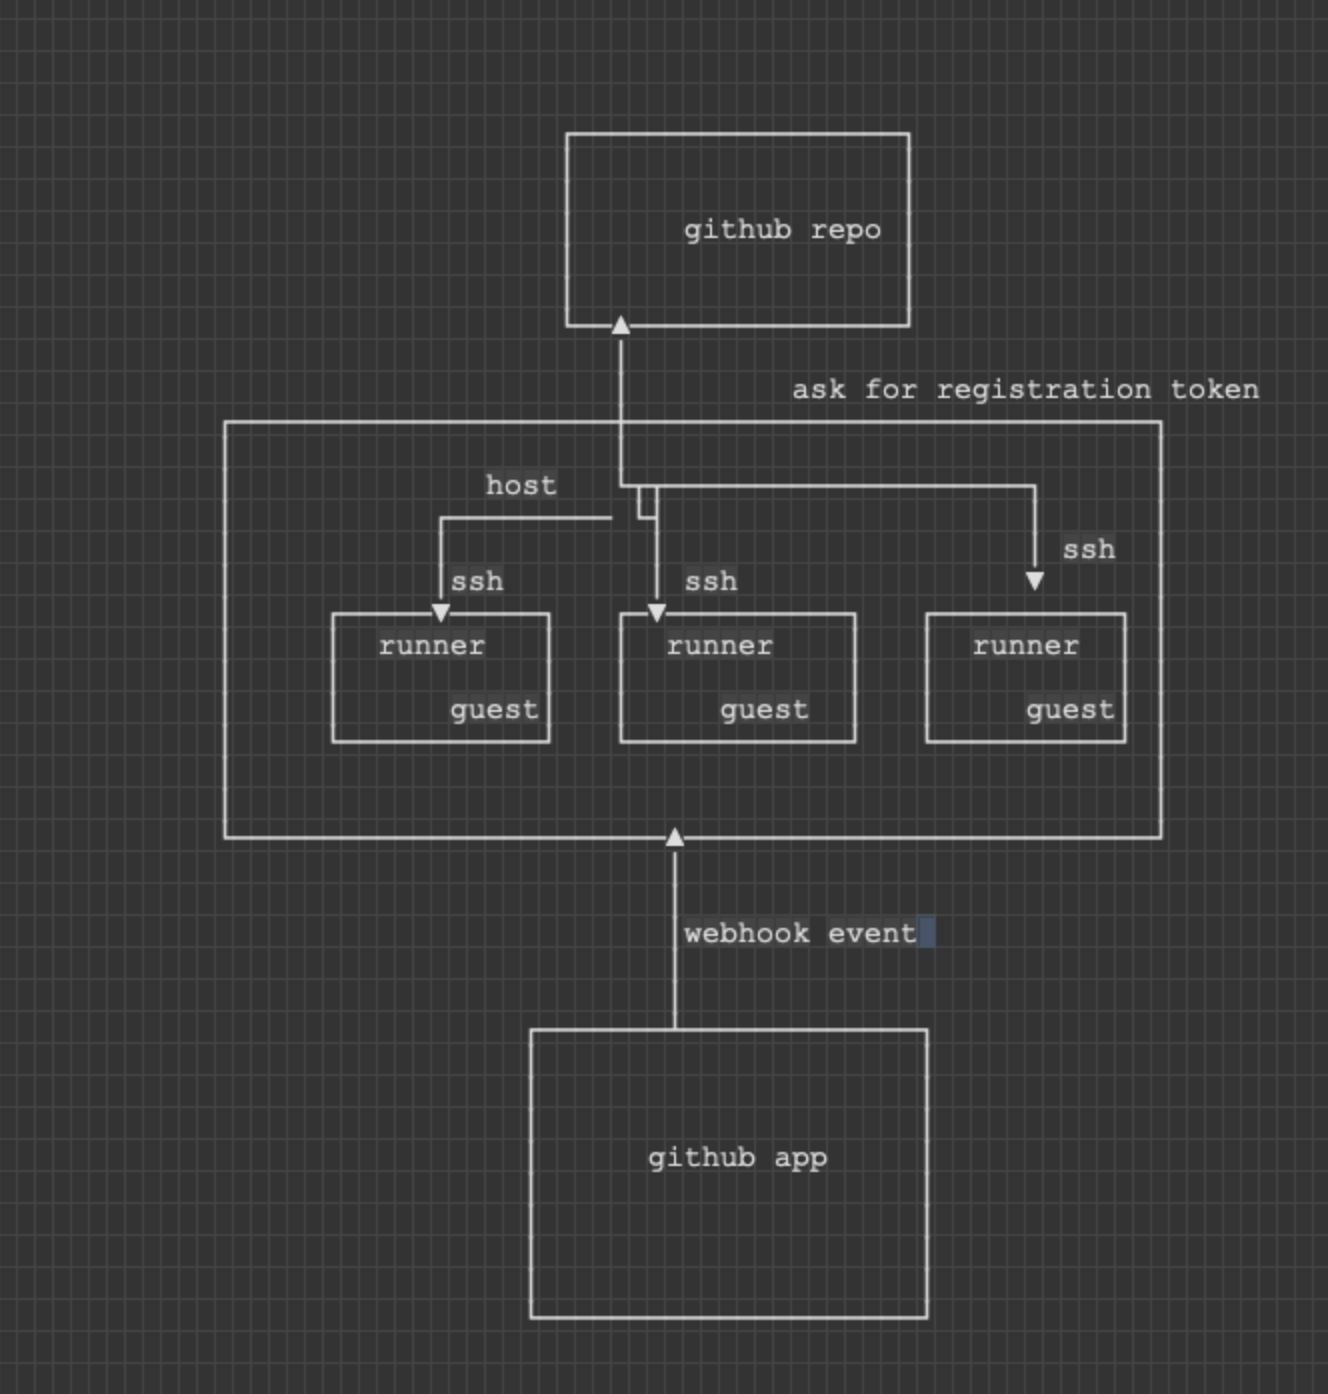 github repo
ask for registration token
host
ssh
ssh
ssh
runner
runner
runner
guest
guest
guest
webhook event
github app